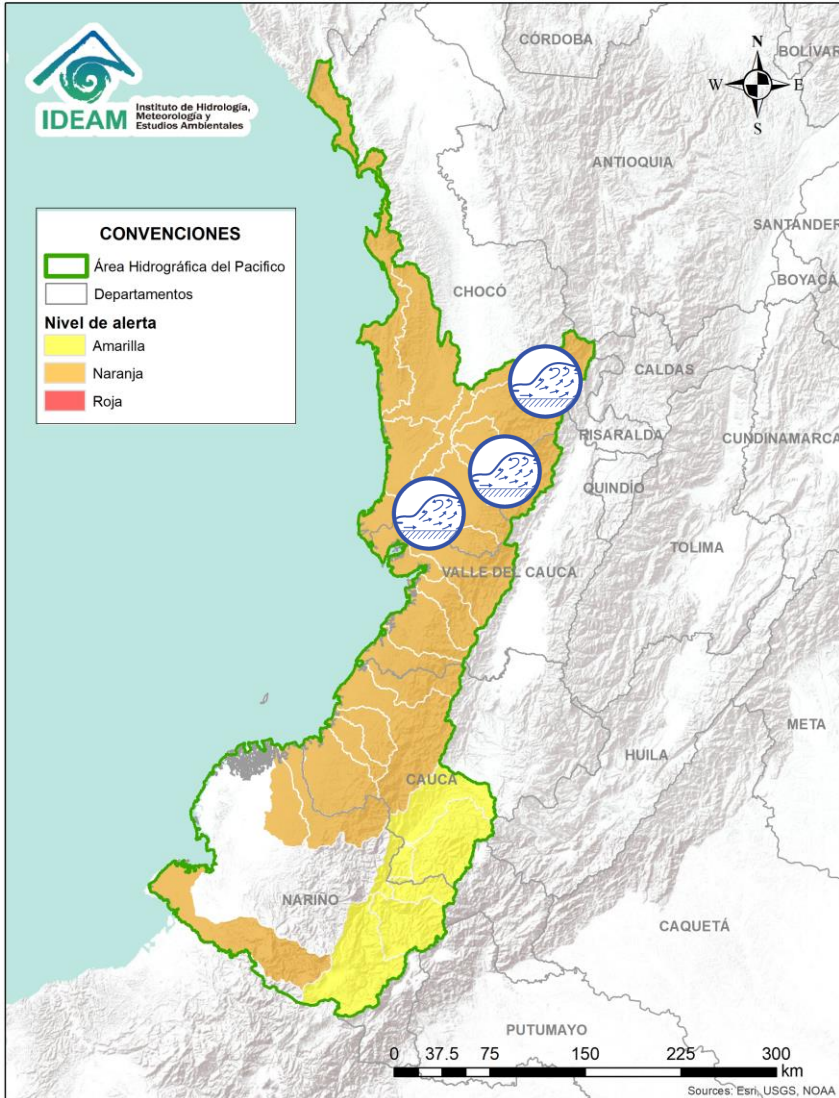 IDEAM
Instituto de Hidrología,
Meteorología y
Estudios Ambientales
CÓRDOBA
BOLÍVAR
N
W
E
S
ANTIOQUIA
SANTANDER
BOYACÁ
CONVENCIONES
Área Hidrográfica del Pacifico
Departamentos
Nivel de alerta
Amarilla
Naranja
Roja
CHOCÓ
CALDAS
RISARALDA
CUNDINAMARCA
QUINDÍO
TOLIMA
VALLE DEL CAUCA
META
HUILA
CAUCA
NARIÑO
CAQUETÁ
PUTUMAYO
0 37.5 75 150 225 300
km
Sources: Esri, USGS, NOAA